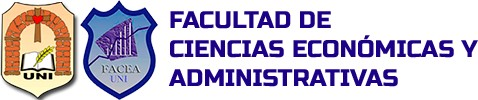 UNI
FACEA
UNI
FACULTAD DE
CIENCIAS ECONÓMICAS Y
ADMINISTRATIVAS